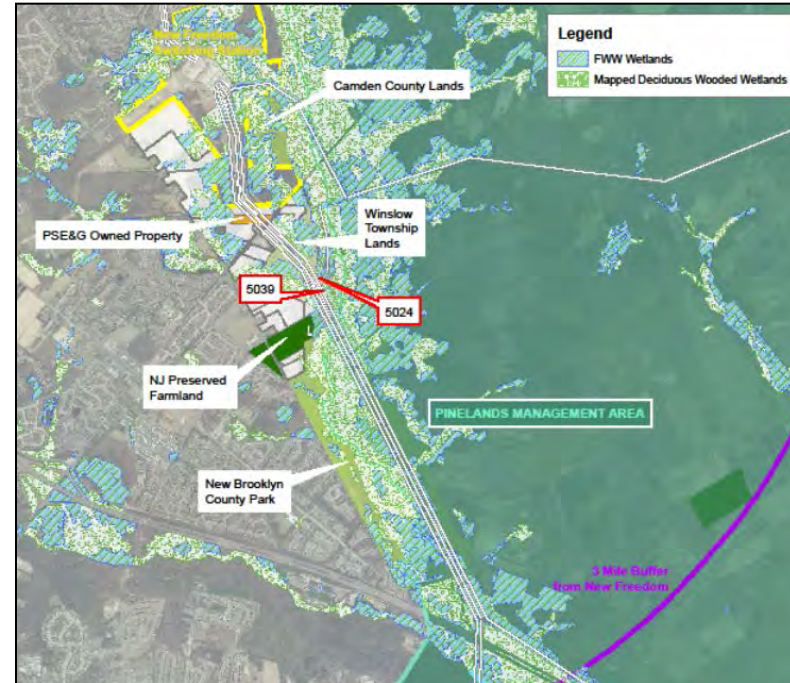 New Freedom
Switching Station
Legend
FWW Wetlands
Mapped Deciduous Wooded Wetlands
Camden County Lands
PSE&G Owned Property
Winslow
Township
Lands
5039
5024
L
NJ Preserved
Farmland
PINELANDS MANAGEMENT AREA
New Brooklyn
County Park
3 Mile Buffer
from New Freedom